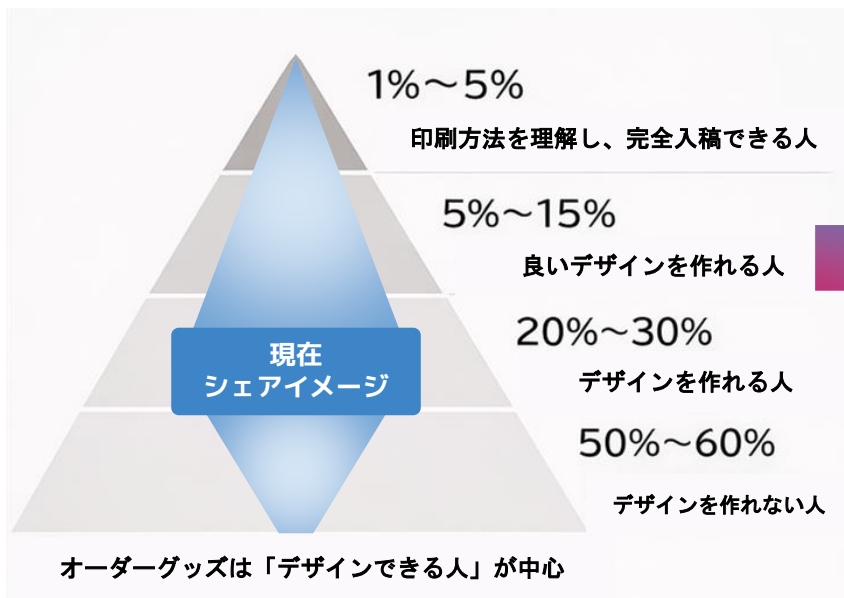 1%～5%
印刷方法を理解し、完全入稿できる人
5%～15%
良いデザインを作れる人
20%～30%
デザインを作れる人
現在
シェアイメージ
50%～60%
デザインを作れない人
オーダーグッズは「デザインできる人」が中心